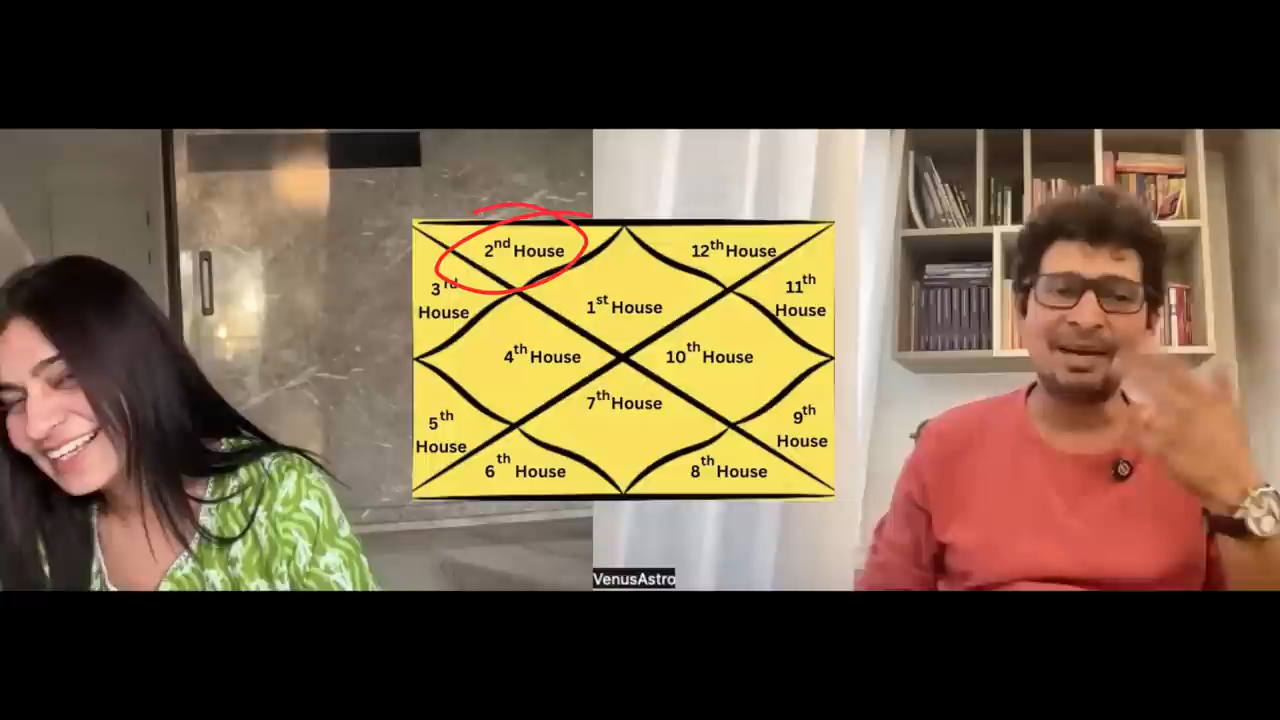 2nd House
12th House
3rd
House
11th
House
1st House
4th House
10th House
7th House
5th
House
9th
House
6th House
8th House
VenusAstro